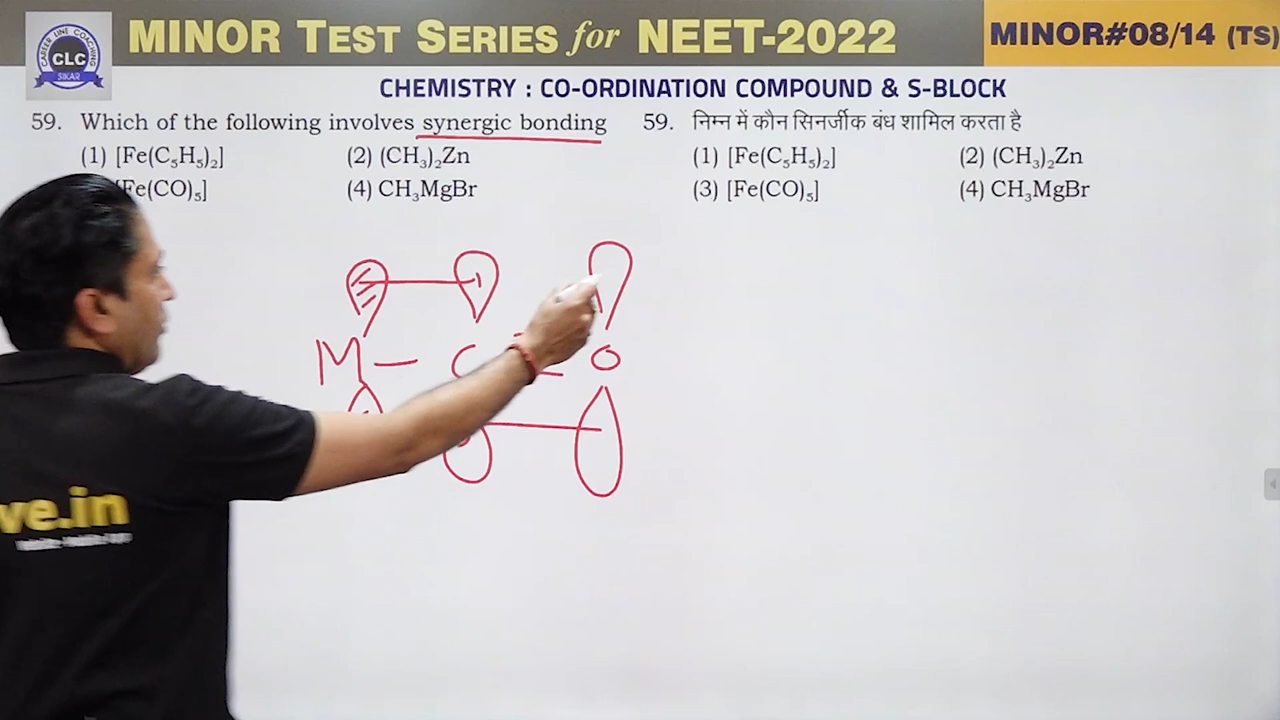 CAREER LINE COACHING
CLC
SIKAR
MINOR TEST SERIES for NEET-2022
MINOR#08/14 (TS)
CHEMISTRY : CO-ORDINATION COMPOUND & S-BLOCK
59. Which of the following involves synergic bonding
(1) [Fe(C₅H₅)₂] (2) (CH₃)₂Zn
[Fe(CO)₅] (4) CH₃MgBr
59. निम्न में कौन सिनर्जीक बंध शामिल करता है
(1) [Fe(C₅H₅)₂] (2) (CH₃)₂Zn
(3) [Fe(CO)₅] (4) CH₃MgBr
M — C O
ve.in